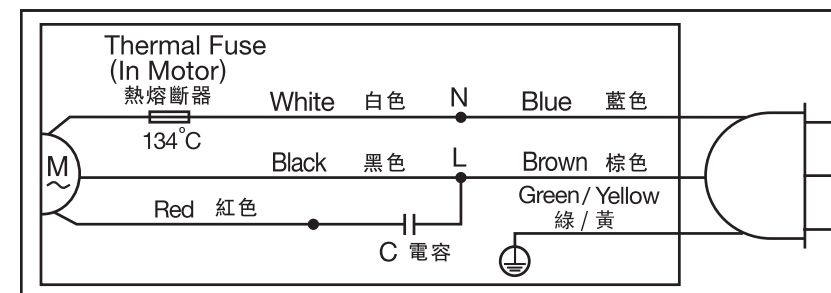 Thermal Fuse
(In Motor)
熱熔斷器
134°C
White 白色 N Blue 藍色
M
Black 黑色 L Brown 棕色
Green/Yellow
綠/黃
Red 紅色
C 電容